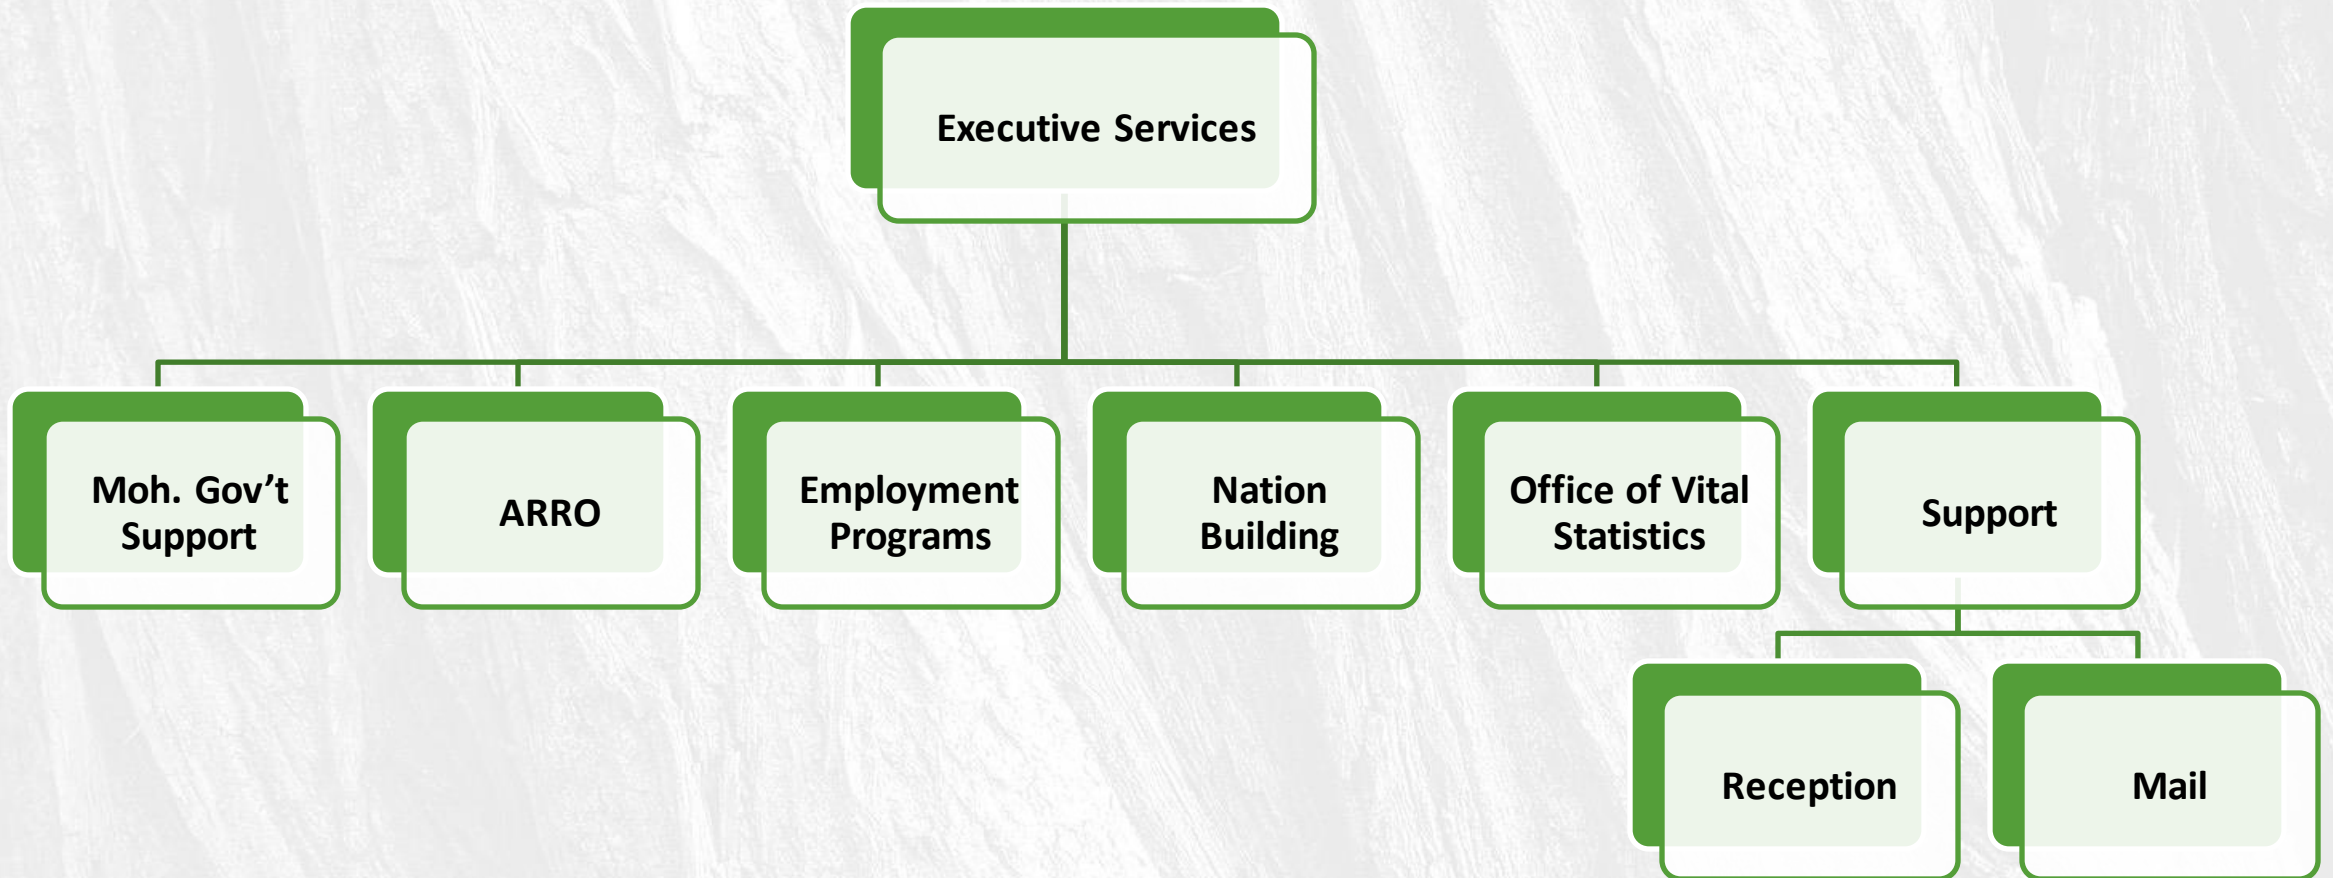 Executive Services
Moh. Gov’t
Support
ARRO
Employment
Programs
Nation
Building
Office of Vital
Statistics
Support
Reception
Mail